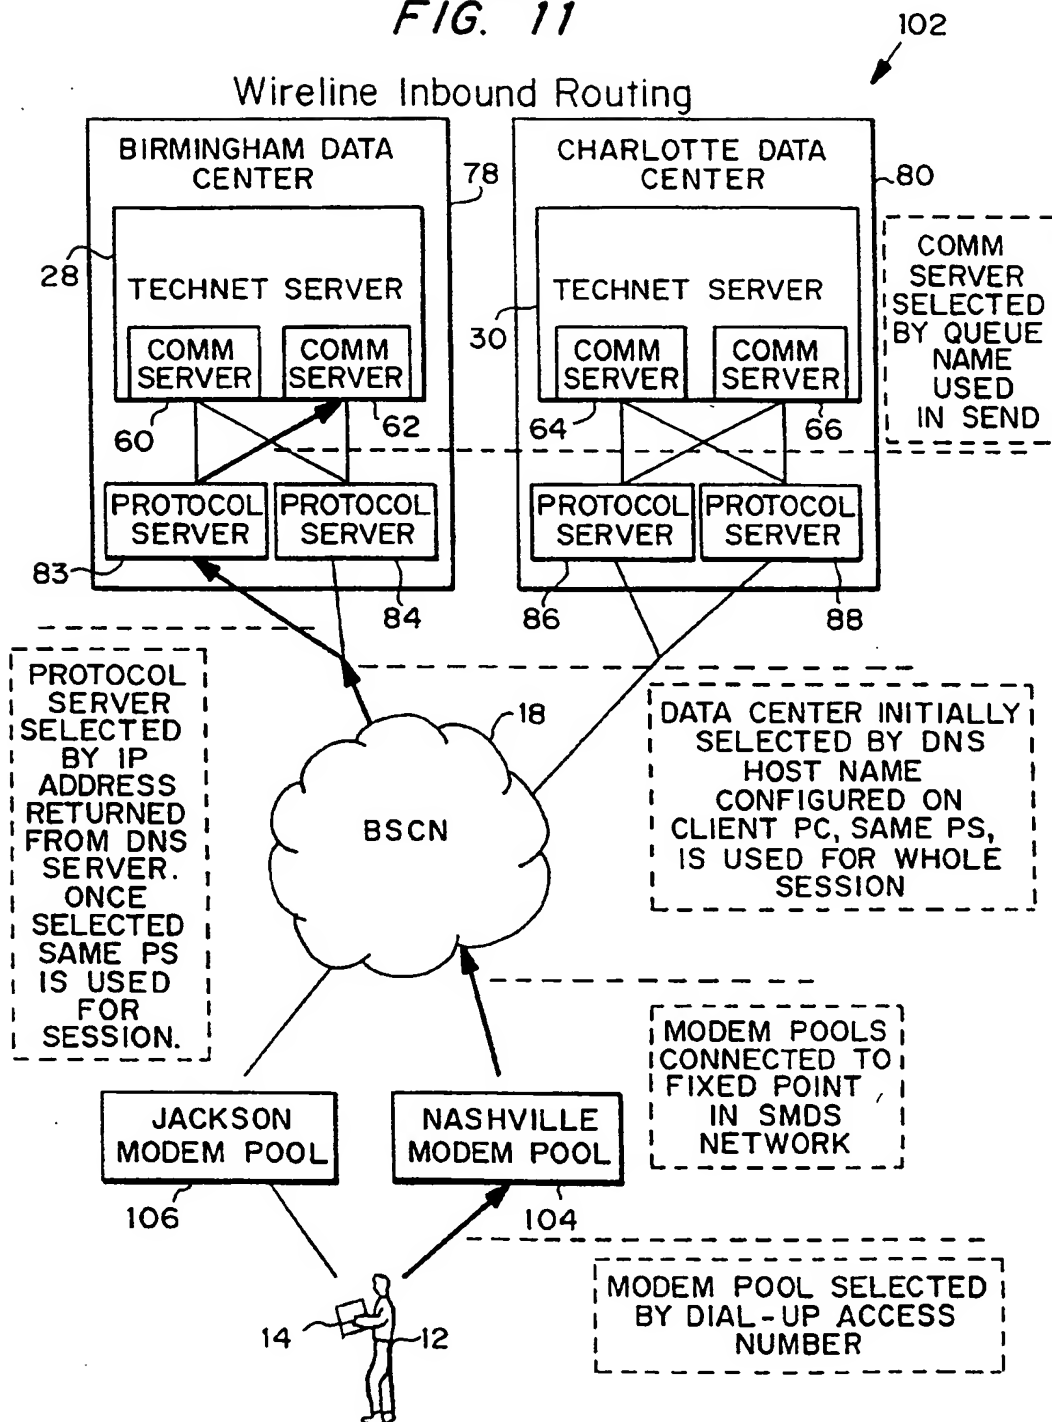 FIG. 11
102
Wireline Inbound Routing
BIRMINGHAM DATA
CENTER
78
28
TECHNET SERVER
COMM
SERVER
COMM
SERVER
60
62
PROTOCOL
SERVER
PROTOCOL
SERVER
83
84
CHARLOTTE DATA
CENTER
80
30
TECHNET SERVER
COMM
SERVER
COMM
SERVER
64
66
PROTOCOL
SERVER
PROTOCOL
SERVER
86
88
COMM
SERVER
SELECTED
BY QUEUE
NAME
USED
IN SEND
PROTOCOL
SERVER
SELECTED
BY IP
ADDRESS
RETURNED
FROM DNS
SERVER.
ONCE
SELECTED
SAME PS
IS USED
FOR
SESSION.
18
BSCN
DATA CENTER INITIALLY
SELECTED BY DNS
HOST NAME
CONFIGURED ON
CLIENT PC, SAME PS,
IS USED FOR WHOLE
SESSION
MODEM POOLS
CONNECTED TO
FIXED POINT
IN SMDS
NETWORK
JACKSON
MODEM POOL
106
NASHVILLE
MODEM POOL
104
14
12
MODEM POOL SELECTED
BY DIAL-UP ACCESS
NUMBER